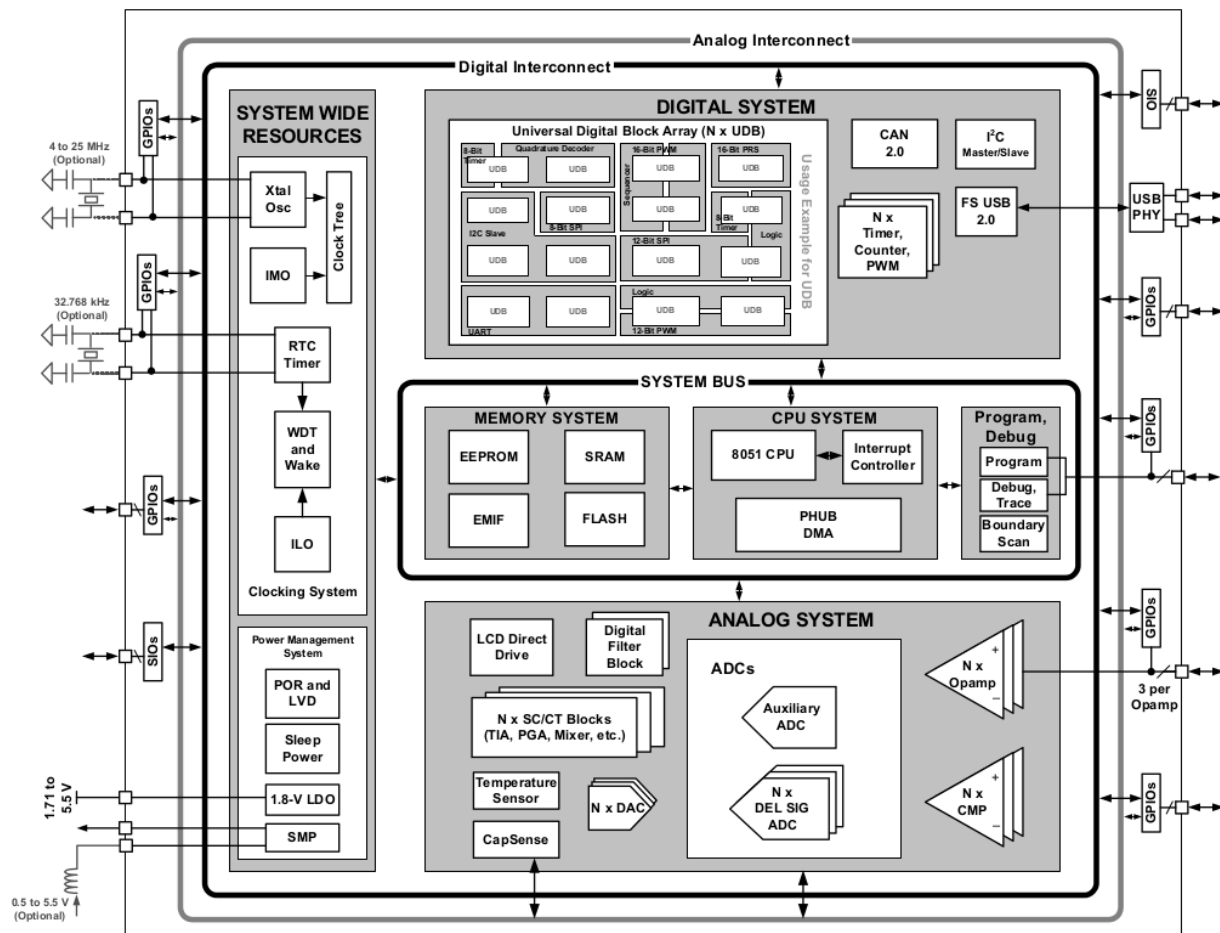 Analog Interconnect
Digital Interconnect
SYSTEM WIDE
RESOURCES
4 to 25 MHz
(Optional)
GPIOs
Xtal
Osc
Clock Tree
IMO
GPIOs
32.768 kHz
(Optional)
RTC
Timer
WDT
and
Wake
GPIOs
ILO
Clocking System
SIOs
Power Management
System
POR and
LVD
Sleep
Power
1.71 to
5.5 V
1.8-V LDO
SMP
0.5 to 5.5 V
(Optional)
DIGITAL SYSTEM
Universal Digital Block Array (N x UDB)
8-Bit
Timer
Quadrature Decoder
16-Bit PWM
16-Bit PRS
UDB
UDB
UDB
UDB
Sequencer
UDB
UDB
UDB
UDB
I2C Slave
8-Bit SPI
8-Bit
Timer
Logic
12-Bit SPI
UDB
UDB
UDB
UDB
Logic
UDB
UDB
UDB
UDB
UART
12-Bit PWM
Usage Example for UDB
CAN
2.0
I2C
Master/Slave
N x
Timer,
Counter,
PWM
FS USB
2.0
SIO
USB
PHY
GPIOs
SYSTEM BUS
MEMORY SYSTEM
EEPROM
SRAM
EMIF
FLASH
CPU SYSTEM
8051 CPU
Interrupt
Controller
PHUB
DMA
Program,
Debug
Program
Debug,
Trace
Boundary
Scan
GPIOs
ANALOG SYSTEM
LCD Direct
Drive
Digital
Filter
Block
ADCs
N x SC/CT Blocks
(TIA, PGA, Mixer, etc.)
Auxiliary
ADC
Temperature
Sensor
N x DAC
N x
DEL SIG
ADC
CapSense
+
N x
Opamp
–
+
N x
CMP
–
GPIOs
3 per
Opamp
GPIOs